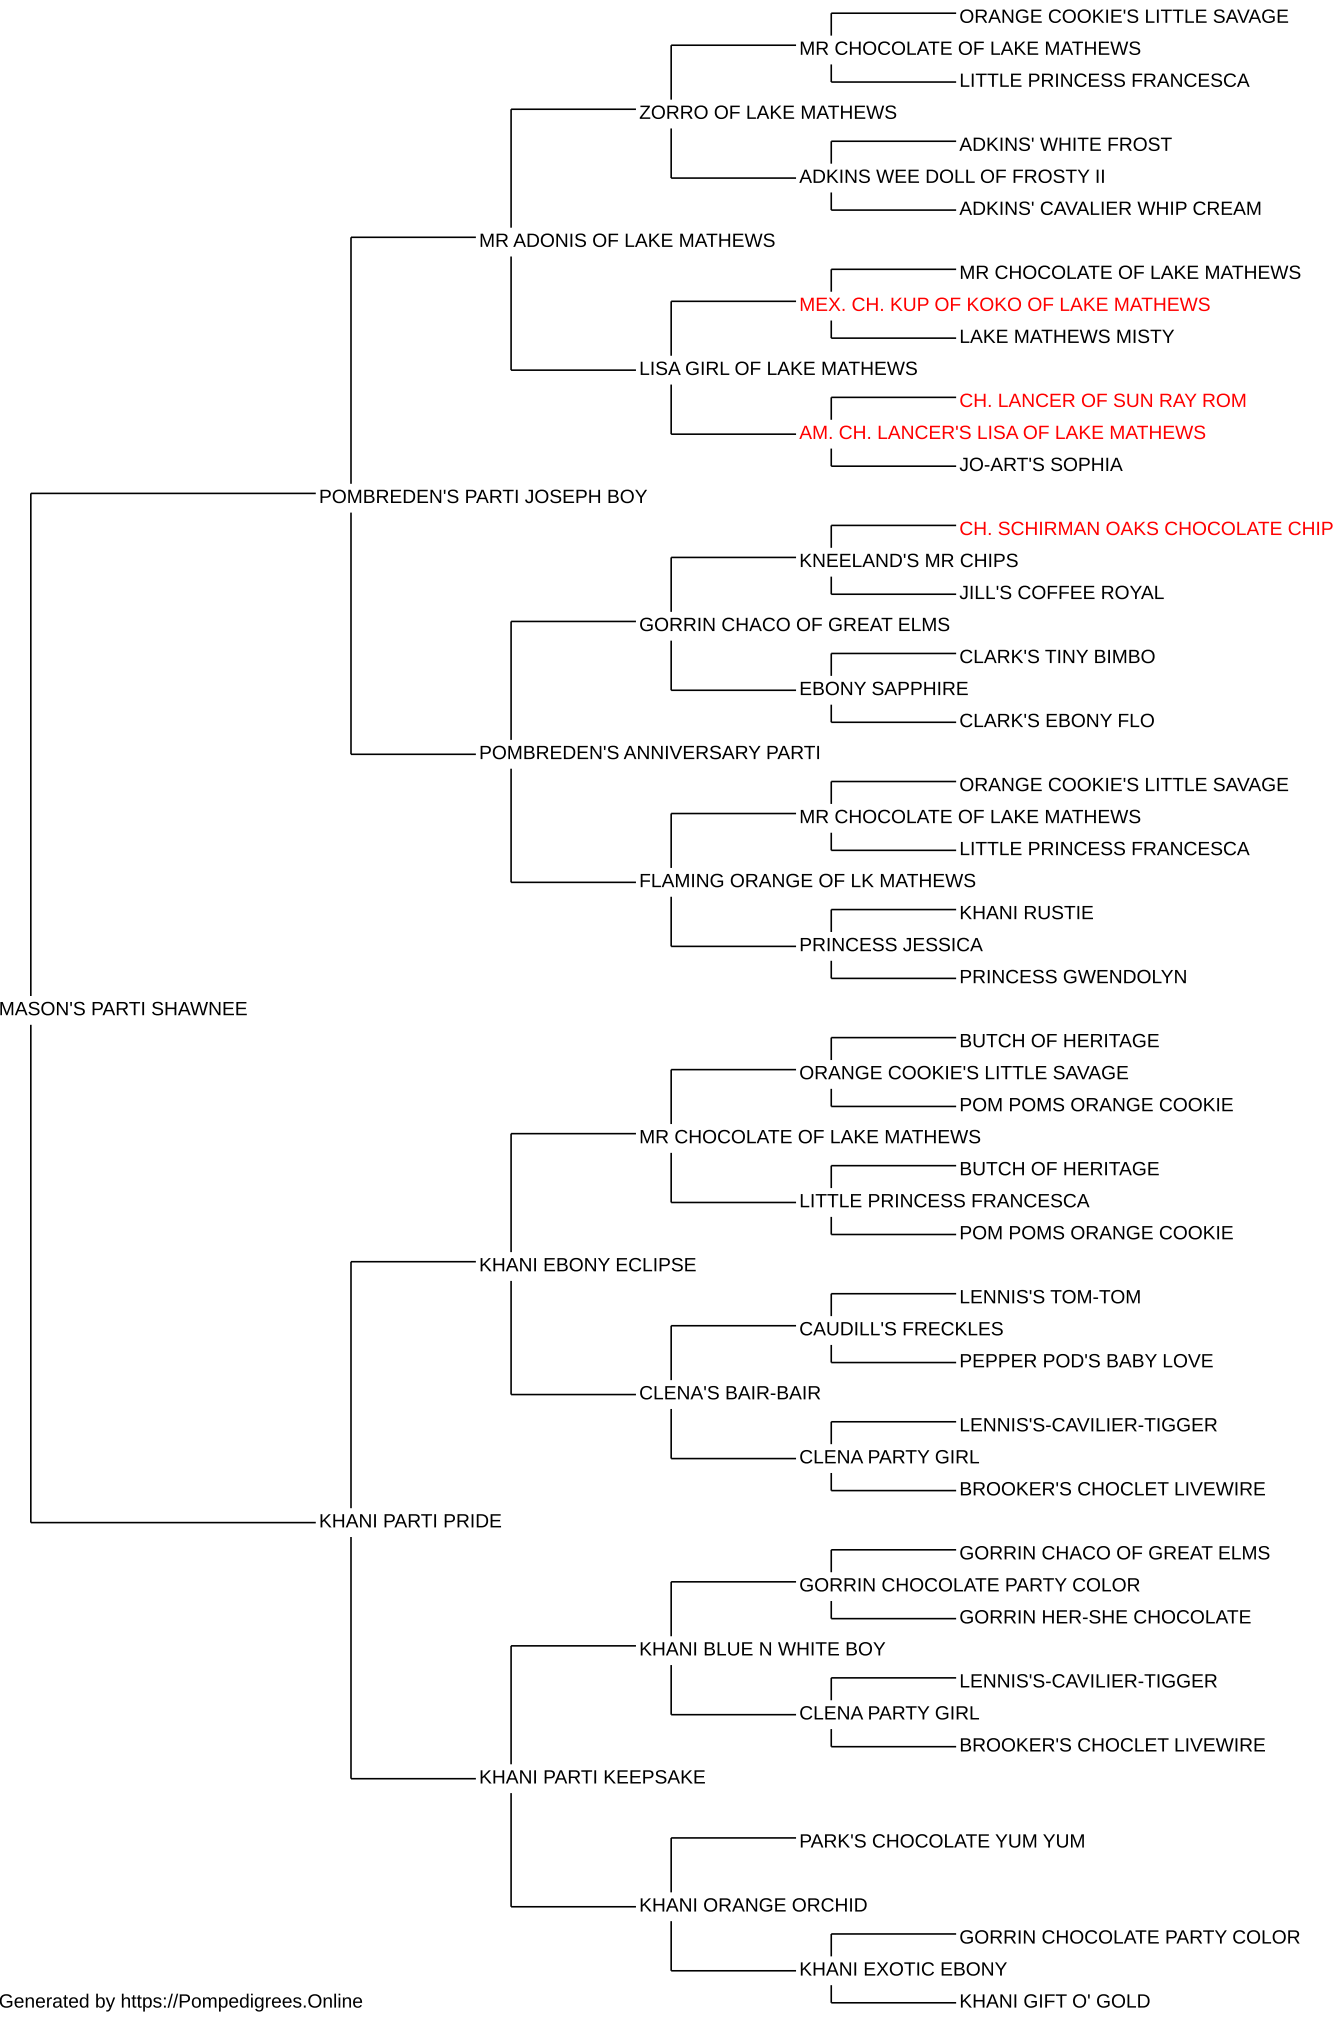 ORANGE COOKIE'S LITTLE SAVAGE
MR CHOCOLATE OF LAKE MATHEWS
LITTLE PRINCESS FRANCESCA
ZORRO OF LAKE MATHEWS
ADKINS' WHITE FROST
ADKINS WEE DOLL OF FROSTY II
ADKINS' CAVALIER WHIP CREAM
MR ADONIS OF LAKE MATHEWS
MR CHOCOLATE OF LAKE MATHEWS
MEX. CH. KUP OF KOKO OF LAKE MATHEWS
LAKE MATHEWS MISTY
LISA GIRL OF LAKE MATHEWS
CH. LANCER OF SUN RAY ROM
AM. CH. LANCER'S LISA OF LAKE MATHEWS
JO-ART'S SOPHIA
POMBREDEN'S PARTI JOSEPH BOY
CH. SCHIRMAN OAKS CHOCOLATE CHIP
KNEELAND'S MR CHIPS
JILL'S COFFEE ROYAL
GORRIN CHACO OF GREAT ELMS
CLARK'S TINY BIMBO
EBONY SAPPHIRE
CLARK'S EBONY FLO
POMBREDEN'S ANNIVERSARY PARTI
ORANGE COOKIE'S LITTLE SAVAGE
MR CHOCOLATE OF LAKE MATHEWS
LITTLE PRINCESS FRANCESCA
FLAMING ORANGE OF LK MATHEWS
KHANI RUSTIE
PRINCESS JESSICA
PRINCESS GWENDOLYN
MASON'S PARTI SHAWNEE
BUTCH OF HERITAGE
ORANGE COOKIE'S LITTLE SAVAGE
POM POMS ORANGE COOKIE
MR CHOCOLATE OF LAKE MATHEWS
BUTCH OF HERITAGE
LITTLE PRINCESS FRANCESCA
POM POMS ORANGE COOKIE
KHANI EBONY ECLIPSE
LENNIS'S TOM-TOM
CAUDILL'S FRECKLES
PEPPER POD'S BABY LOVE
CLENA'S BAIR-BAIR
LENNIS'S-CAVILIER-TIGGER
CLENA PARTY GIRL
BROOKER'S CHOCLET LIVEWIRE
KHANI PARTI PRIDE
GORRIN CHACO OF GREAT ELMS
GORRIN CHOCOLATE PARTY COLOR
GORRIN HER-SHE CHOCOLATE
KHANI BLUE N WHITE BOY
LENNIS'S-CAVILIER-TIGGER
CLENA PARTY GIRL
BROOKER'S CHOCLET LIVEWIRE
KHANI PARTI KEEPSAKE
PARK'S CHOCOLATE YUM YUM
KHANI ORANGE ORCHID
GORRIN CHOCOLATE PARTY COLOR
KHANI EXOTIC EBONY
KHANI GIFT O' GOLD
Generated by https://Pompedigrees.Online